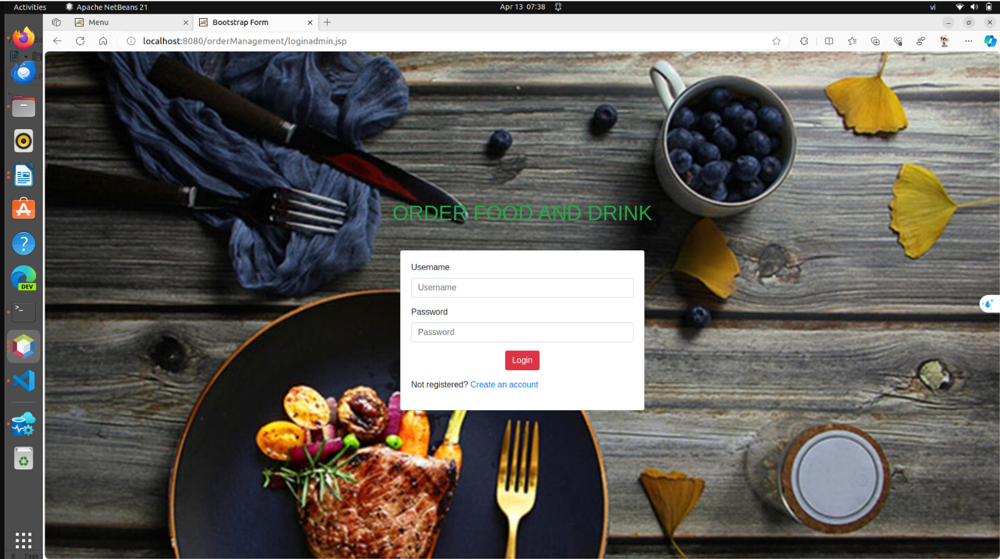 Activities Apache NetBeans 21 Apr 13 07:38 vi
Menu Bootstrap Form
localhost:8080/orderManagement/loginadmin.jsp
ORDER FOOD AND DRINK
Username
Username
Password
Password
Login
Not registered? Create an account
DEV
>_
?
Page